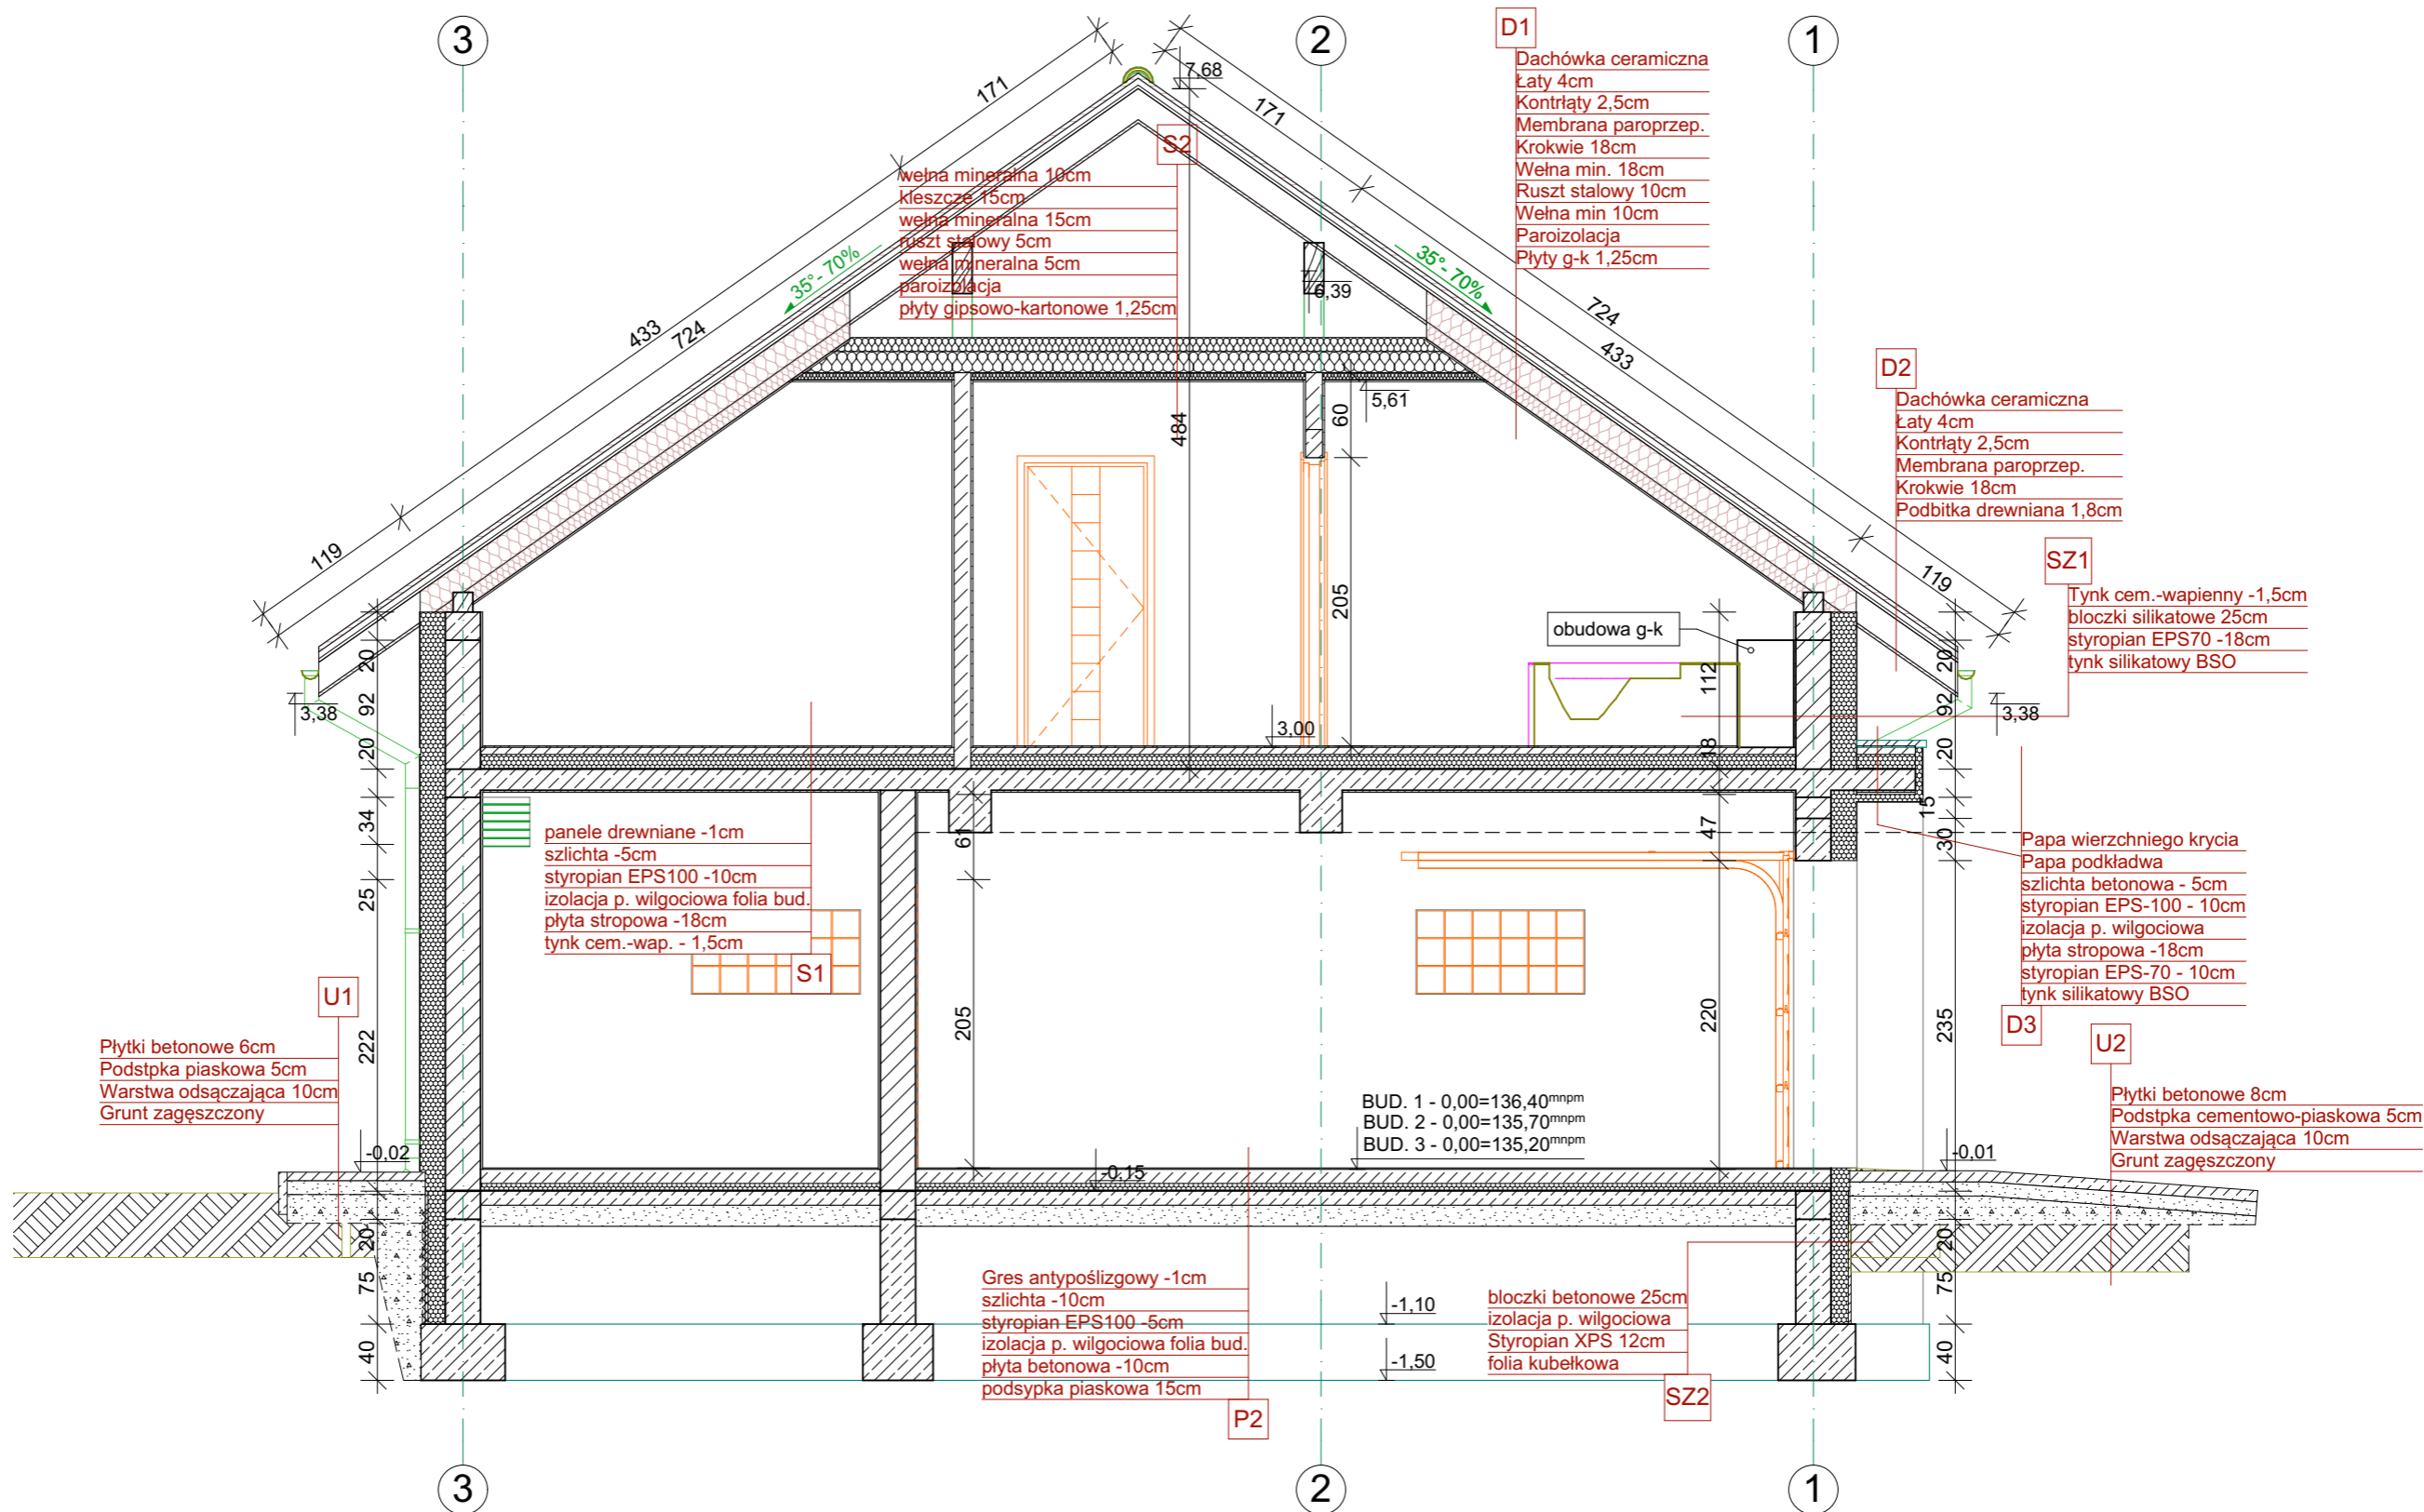 3
2
1
D1
Dachówka ceramiczna
Łaty 4cm
Kontrłaty 2,5cm
Membrana paroprzep.
Krokwie 18cm
Wełna min. 18cm
Ruszt stalowy 10cm
Wełna min 10cm
Paroizolacja
Płyty g-k 1,25cm
7,68
171
171
S2
wełna mineralna 10cm
kleszcze 15cm
wełna mineralna 15cm
ruszt stalowy 5cm
wełna mineralna 5cm
paroizolacja
płyty gipsowo-kartonowe 1,25cm
35°- 70%
35°- 70%
6,39
433
724
724
433
5,61
60
484
205
D2
Dachówka ceramiczna
Łaty 4cm
Kontrłaty 2,5cm
Membrana paroprzep.
Krokwie 18cm
Podbitka drewniana 1,8cm
119
119
SZ1
Tynk cem.-wapienny -1,5cm
bloczki silikatowe 25cm
styropian EPS70 -18cm
tynk silikatowy BSO
obudowa g-k
20
92
20
34
25
222
20
75
40
3,38
3,00
112
18
47
220
20
92
20
15
30
235
20
75
40
3,38
61
205
panele drewniane -1cm
szlichta -5cm
styropian EPS100 -10cm
izolacja p. wilgociowa folia bud.
płyta stropowa -18cm
tynk cem.-wap. - 1,5cm
S1
Papa wierzchniego krycia
Papa podkładwa
szlichta betonowa - 5cm
styropian EPS-100 - 10cm
izolacja p. wilgociowa
płyta stropowa -18cm
styropian EPS-70 - 10cm
tynk silikatowy BSO
D3
U1
Płytki betonowe 6cm
Podstpka piaskowa 5cm
Warstwa odsączająca 10cm
Grunt zagęszczony
U2
Płytki betonowe 8cm
Podstpka cementowo-piaskowa 5cm
Warstwa odsączająca 10cm
Grunt zagęszczony
BUD. 1 - 0,00=136,40mnpm
BUD. 2 - 0,00=135,70mnpm
BUD. 3 - 0,00=135,20mnpm
-0,02
-0,15
-0,01
Gres antypoślizgowy -1cm
szlichta -10cm
styropian EPS100 -5cm
izolacja p. wilgociowa folia bud.
płyta betonowa -10cm
podsypka piaskowa 15cm
P2
-1,10
-1,50
bloczki betonowe 25cm
izolacja p. wilgociowa
Styropian XPS 12cm
folia kubełkowa
SZ2
3
2
1